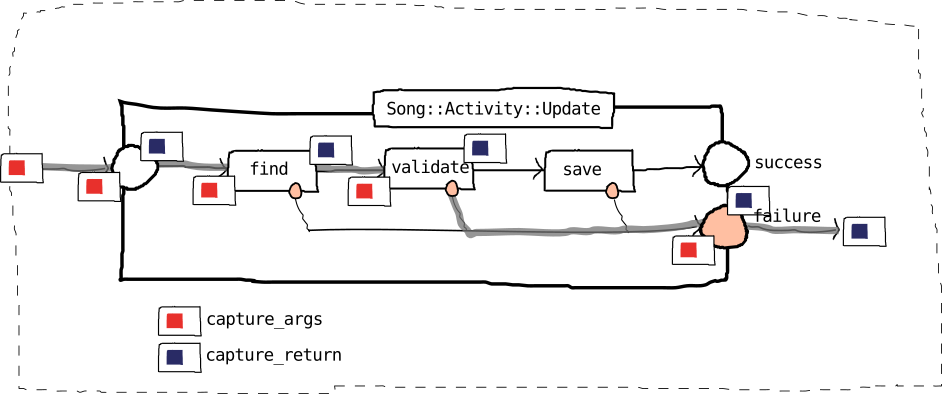 Song::Activity::Update
find
validate
save
success
failure
capture_args
capture_return